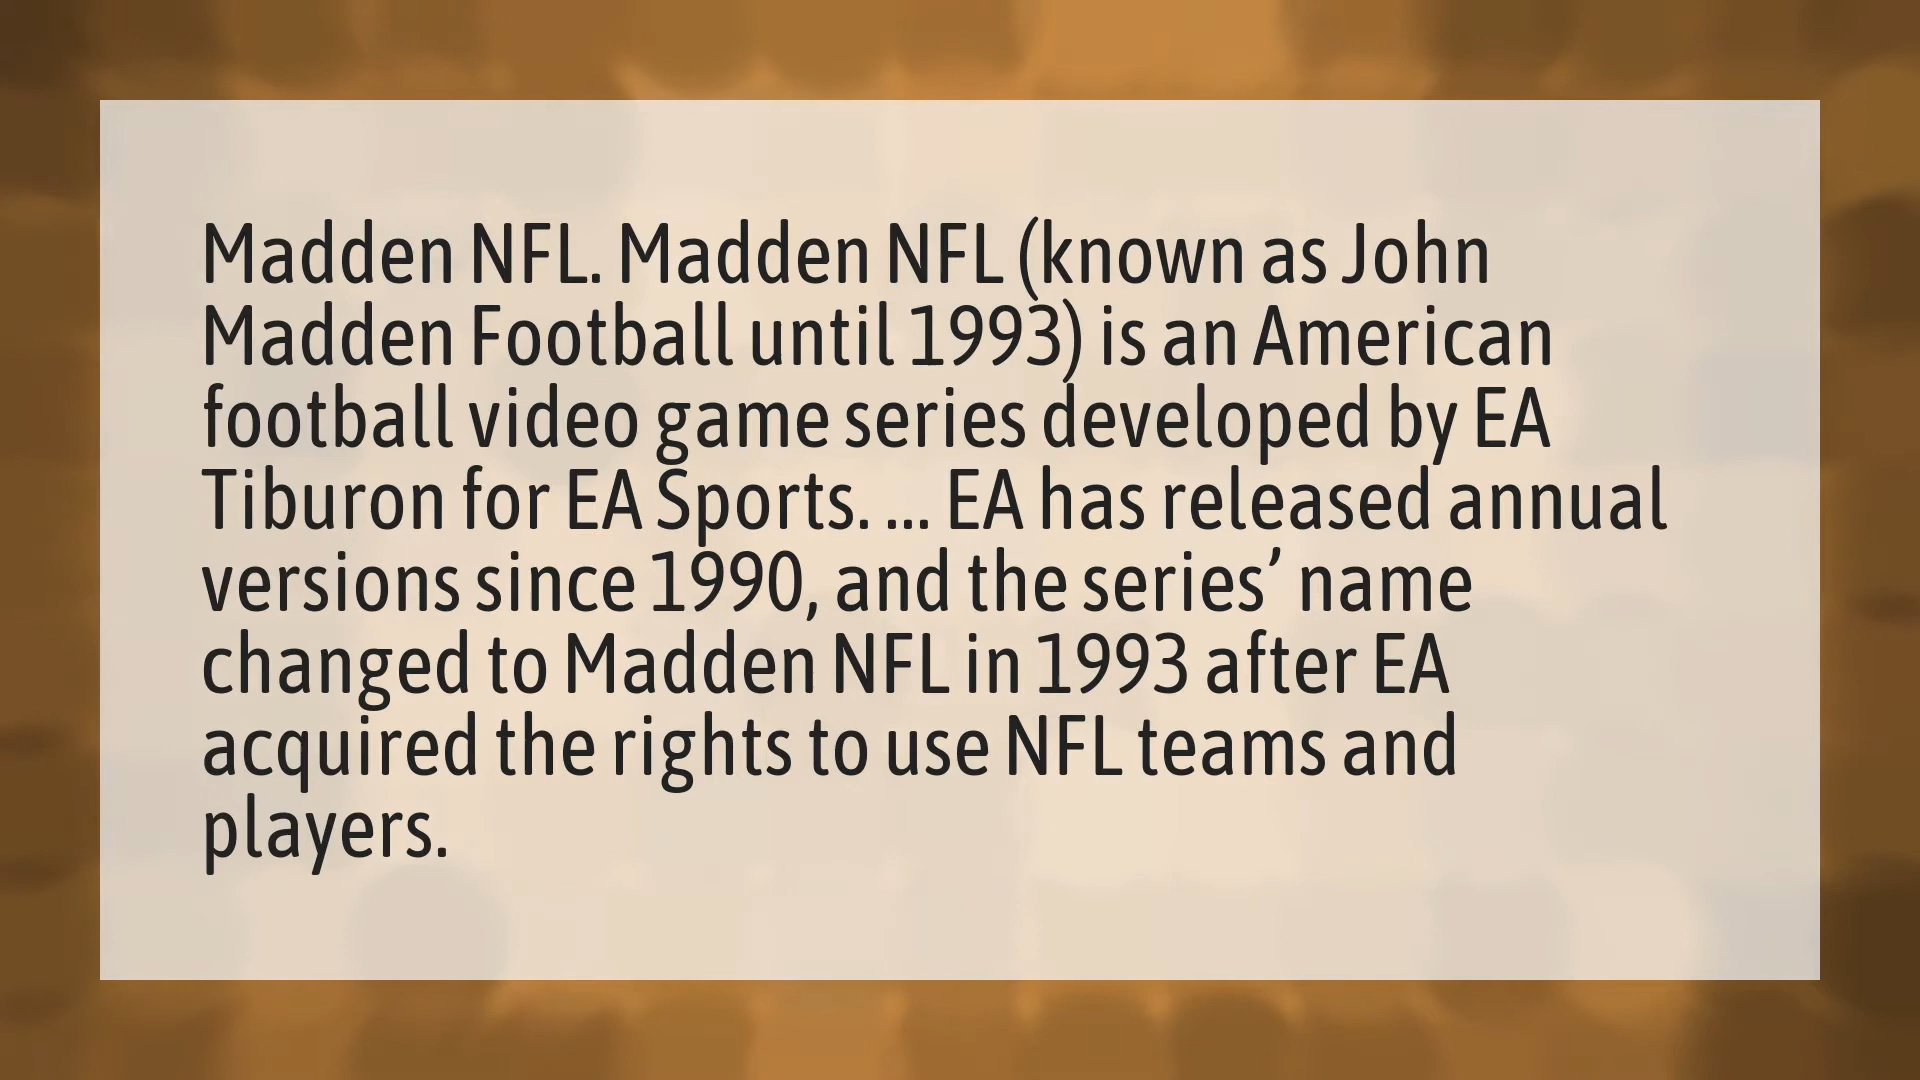 Madden NFL. Madden NFL (known as John
Madden Football until 1993) is an American
football video game series developed by EA
Tiburon for EA Sports. ... EA has released annual
versions since 1990, and the series’ name
changed to Madden NFL in 1993 after EA
acquired the rights to use NFL teams and
players.